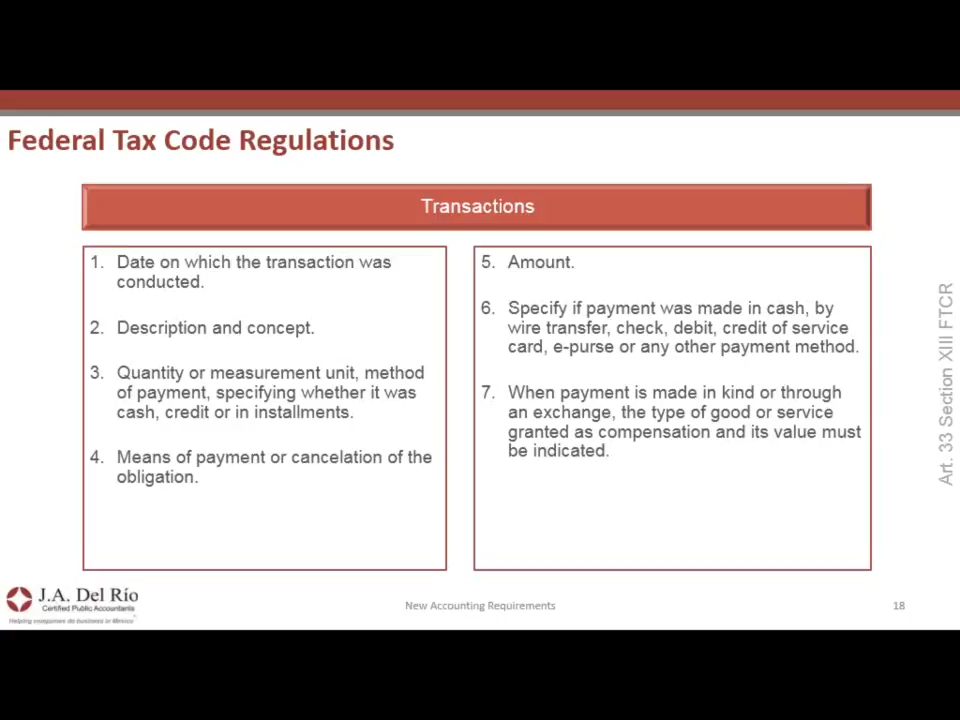 Federal Tax Code Regulations
Transactions
1. Date on which the transaction was
conducted.
2. Description and concept.
3. Quantity or measurement unit, method
of payment, specifying whether it was
cash, credit or in installments.
4. Means of payment or cancelation of the
obligation.
5. Amount.
6. Specify if payment was made in cash, by
wire transfer, check, debit, credit of service
card, e-purse or any other payment method.
7. When payment is made in kind or through
an exchange, the type of good or service
granted as compensation and its value must
be indicated.
Art. 33 Section XIII FTCR
J.A. Del Río
Certified Public Accountants
Helping companies do business in Mexico
New Accounting Requirements
18